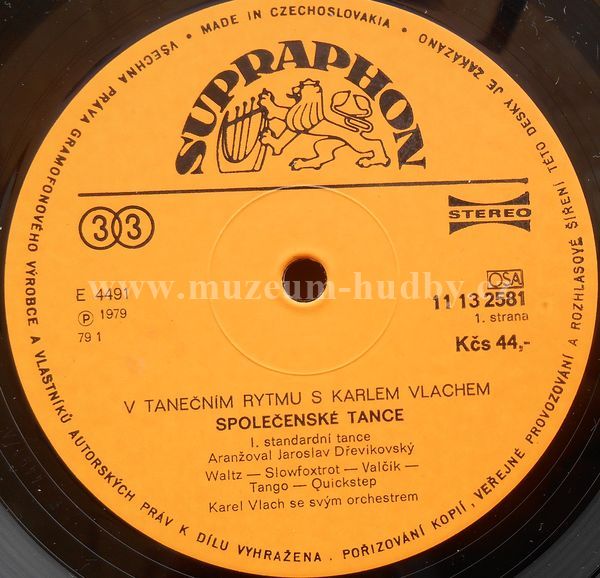 MADE IN CZECHOSLOVAKIA • VŠECHNA PRÁVA GRAMOFONOVÉHO VÝROBCE A VLASTNÍKŮ AUTORSKÝCH PRÁV K DÍLU VYHRAŽENA. POŘIZOVÁNÍ KOPIÍ, VEŘEJNÉ PROVOZOVÁNÍ A ROZHLASOVÉ ŠÍŘENÍ TÉTO DESKY JE ZAKÁZÁNO •
SUPRAPHON
33
STEREO
E 4491
Ⓟ 1979
79 1
www.muzeum-hudby.cz
OSA
11 13 2581
1. strana
Kčs 44,-
V TANEČNÍM RYTMU S KARLEM VLACHEM
SPOLEČENSKÉ TANCE
I. standardní tance
Aranžoval Jaroslav Dřevikovský
Waltz — Slowfoxtrot — Valčík —
Tango — Quickstep
Karel Vlach se svým orchestrem